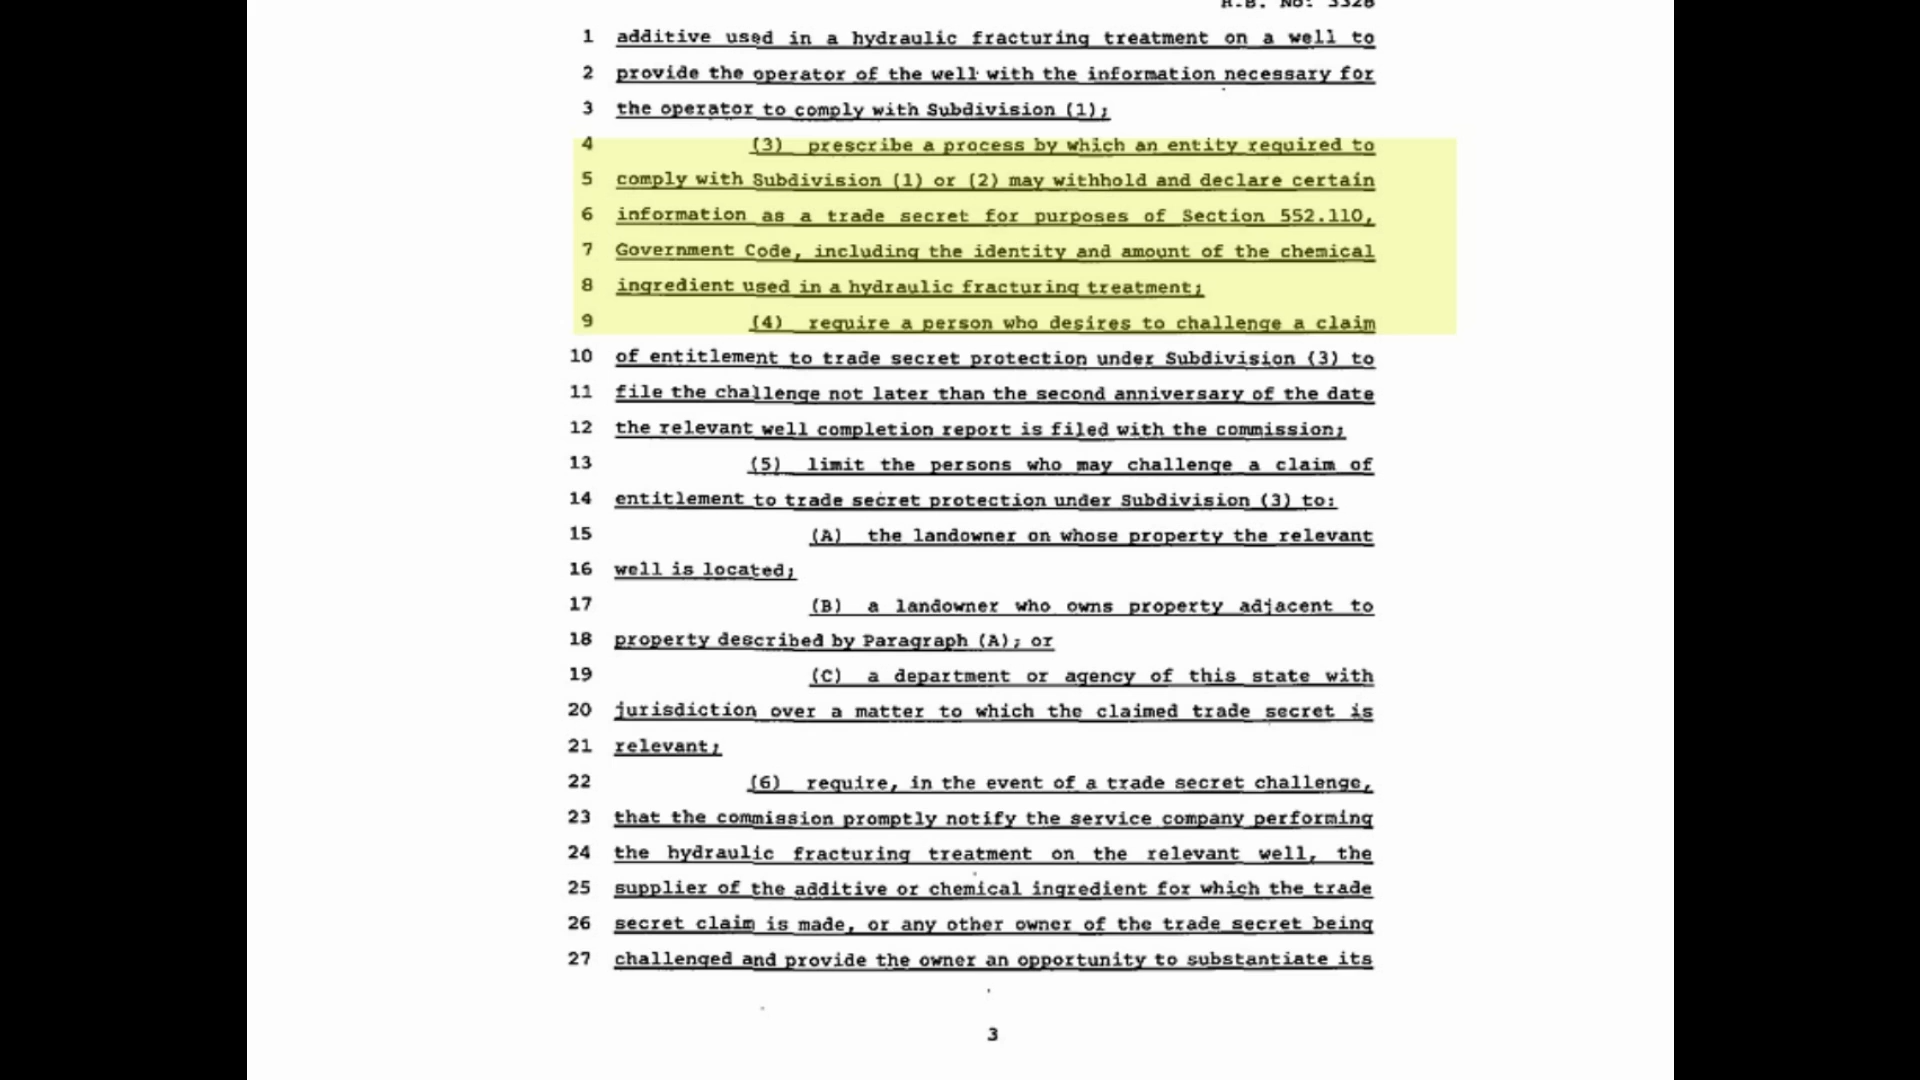 H.B. No. 3328
1 additive used in a hydraulic fracturing treatment on a well to
2 provide the operator of the well with the information necessary for
3 the operator to comply with Subdivision (1);
4 (3) prescribe a process by which an entity required to
5 comply with Subdivision (1) or (2) may withhold and declare certain
6 information as a trade secret for purposes of Section 552.110,
7 Government Code, including the identity and amount of the chemical
8 ingredient used in a hydraulic fracturing treatment;
9 (4) require a person who desires to challenge a claim
10 of entitlement to trade secret protection under Subdivision (3) to
11 file the challenge not later than the second anniversary of the date
12 the relevant well completion report is filed with the commission;
13 (5) limit the persons who may challenge a claim of
14 entitlement to trade secret protection under Subdivision (3) to:
15 (A) the landowner on whose property the relevant
16 well is located;
17 (B) a landowner who owns property adjacent to
18 property described by Paragraph (A); or
19 (C) a department or agency of this state with
20 jurisdiction over a matter to which the claimed trade secret is
21 relevant;
22 (6) require, in the event of a trade secret challenge,
23 that the commission promptly notify the service company performing
24 the hydraulic fracturing treatment on the relevant well, the
25 supplier of the additive or chemical ingredient for which the trade
26 secret claim is made, or any other owner of the trade secret being
27 challenged and provide the owner an opportunity to substantiate its
3